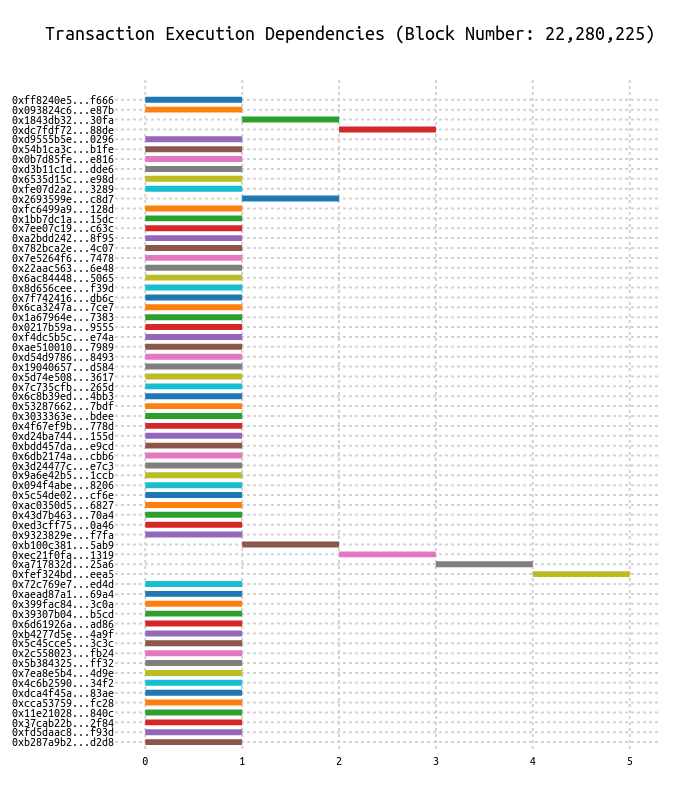 Transaction Execution Dependencies (Block Number: 22,280,225)
0xff8240e5...f666
0x093824c6...e87b
0x1843db32...30fa
0xdc7fdf72...88de
0xd9555b5e...0296
0x54b1ca3c...b1fe
0x0b7d85fe...e816
0xd3b11c1d...dde6
0x6535d15c...e98d
0xfe07d2a2...3289
0x2693599e...c8d7
0xfc6499a9...128d
0x1bb7dc1a...15dc
0x7ee07c19...c63c
0xa2bdd242...8f95
0x782bca2e...4c07
0x7e5264f6...7478
0x22aac563...6e48
0x6ac84448...5065
0x8d656cee...f39d
0x7f742416...db6c
0x6ca3247a...7ce7
0x1a67964e...7383
0x0217b59a...9555
0xf4dc5b5c...e74a
0xae510010...7989
0xd54d9786...8493
0x19040657...d584
0x5d74e508...3617
0x7c735cfb...265d
0x6c8b39ed...4bb3
0x53287662...7bdf
0x3033363e...bdee
0x4f67ef9b...778d
0xd24ba744...155d
0xbdd457da...e9cd
0x6db2174a...cbb6
0x3d24477c...e7c3
0x9a6e42b5...1ccb
0x094f4abe...8206
0x5c54de02...cf6e
0xac0350d5...6827
0x43d7b463...70a4
0xed3cff75...0a46
0x9323829e...f7fa
0xb100c381...5ab9
0xec21f0fa...1319
0xa717832d...25a6
0xfef324bd...eea5
0x72c769e7...ed4d
0xaead87a1...69a4
0x399fac84...3c0a
0x39307b04...b5cd
0x6d61926a...ad86
0xb4277d5e...4a9f
0x5c45cce5...3c3c
0x2c558023...fb24
0x5b384325...ff32
0x7ea8e5b4...4d9e
0x4c6b2590...34f2
0xdca4f45a...83ae
0xcca53759...fc28
0x11e21028...840c
0x37cab22b...2f84
0xfd5daac8...f93d
0xb287a9b2...d2d8
0 1 2 3 4 5